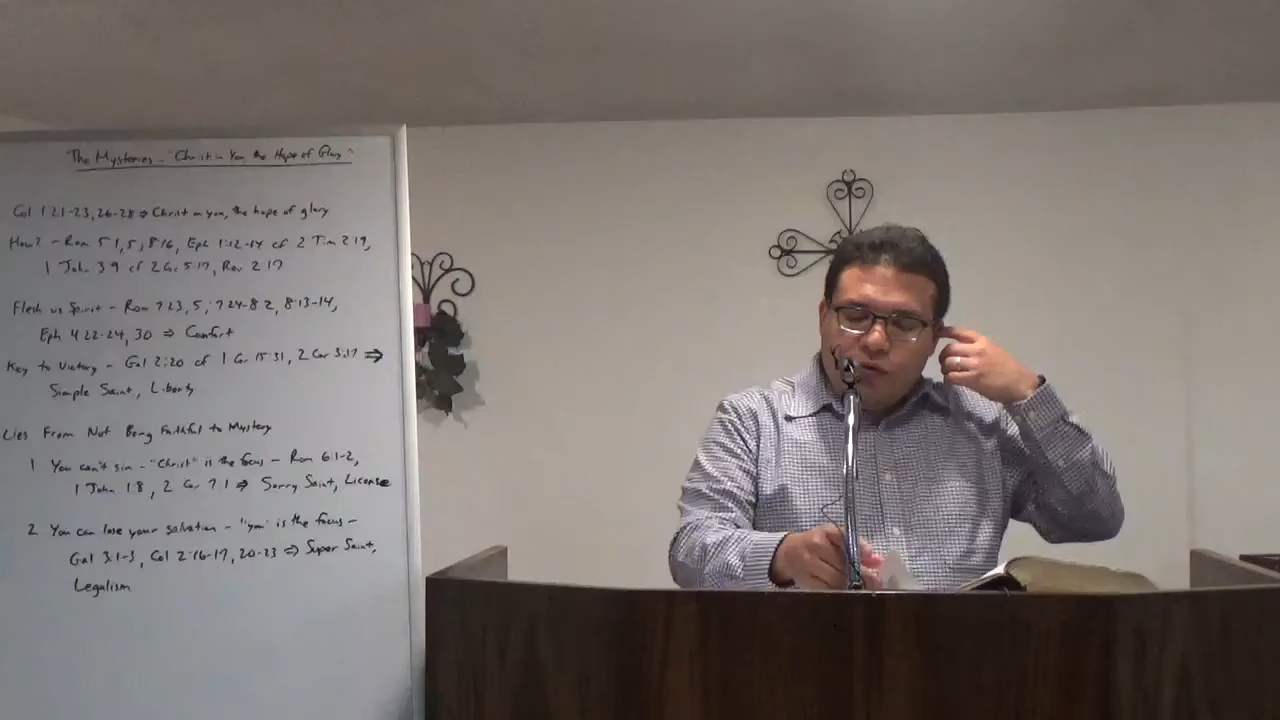 "The Mysteries - "Christ in You, the Hope of Glory"
Col 1:21-23, 26-28 ⇒ Christ in you, the hope of glory
How? - Rom 5:1, 5; 8:16, Eph 1:12-14 cf 2 Tim 2:19,
1 John 3:9 cf 2 Cor 5:17, Rev 2:17
Flesh vs Spirit - Rom 7:23, 5; 7:24-8:2, 8:13-14,
Eph 4:22-24, 30 ⇒ Comfort
Key to Victory - Gal 2:20 cf 1 Cor 15:31, 2 Cor 3:17 ⇒
Simple Saint, Liberty
Lies From Not Being Faithful to Mystery
1 You can't sin - "Christ" is the focus - Rom 6:1-2,
1 John 1:8, 2 Cor 7:1 ⇒ Sorry Saint, License
2 You can lose your salvation - "you" is the focus -
Gal 3:1-3, Col 2:16-17, 20-23 ⇒ Super Saint,
Legalism